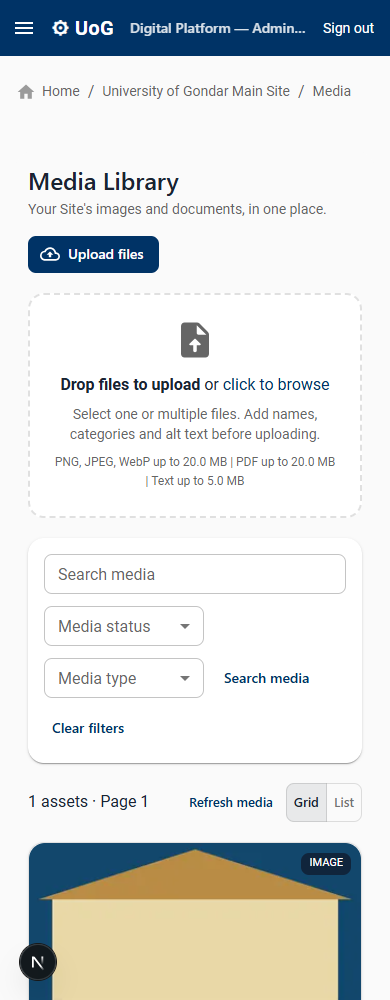 UoG
Digital Platform — Admin...
Sign out
Home / University of Gondar Main Site / Media
Media Library
Your Site's images and documents, in one place.
Upload files
Drop files to upload or click to browse
Select one or multiple files. Add names,
categories and alt text before uploading.
PNG, JPEG, WebP up to 20.0 MB | PDF up to 20.0 MB
| Text up to 5.0 MB
Search media
Media status
Media type
Search media
Clear filters
1 assets · Page 1
Refresh media
Grid
List
IMAGE
N